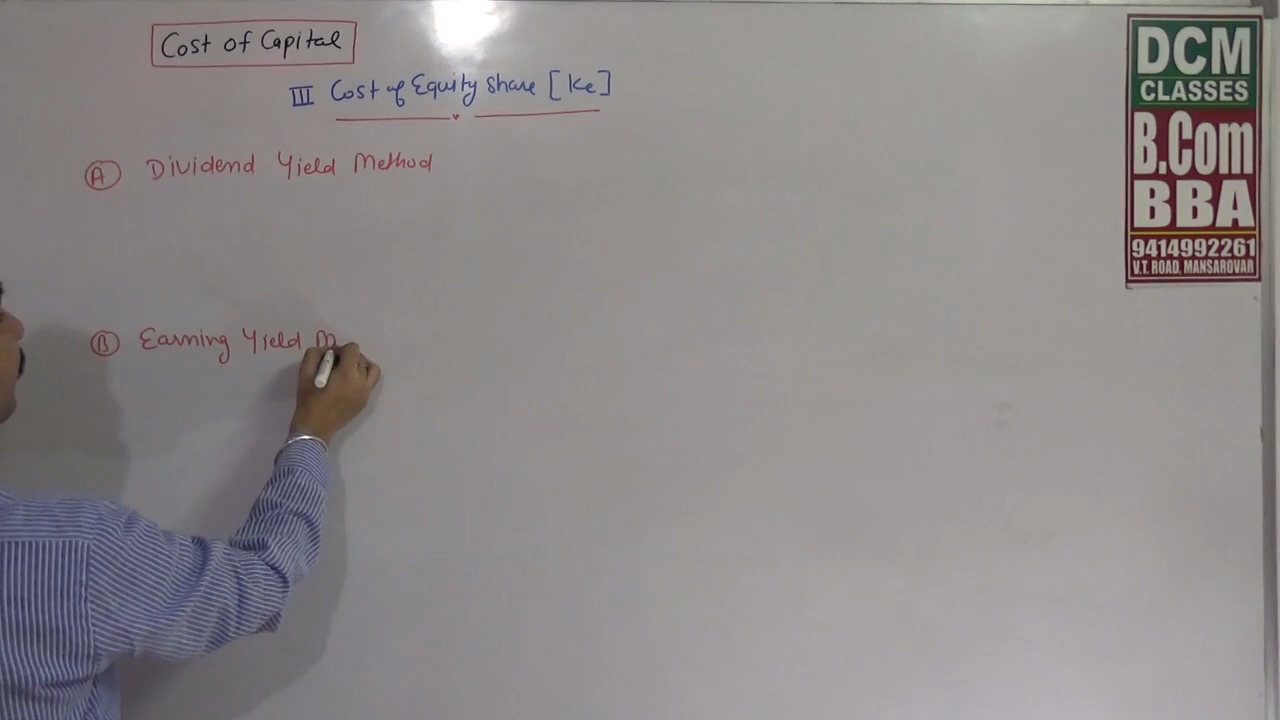 Cost of Capital
III Cost of Equity Share [Ke]
A Dividend Yield Method
B Earning Yield M
DCM
CLASSES
B.Com
BBA
9414992261
V.T. ROAD, MANSAROVAR